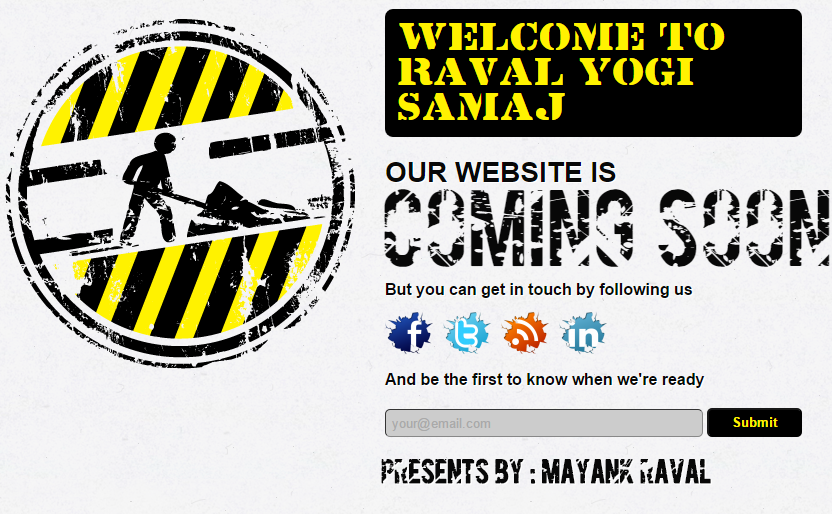 WELCOME TO
RAVAL YOGI
SAMAJ
OUR WEBSITE IS
COMING SOON
But you can get in touch by following us
And be the first to know when we're ready
your@email.com
Submit
PRESENTS BY : MAYANK RAVAL